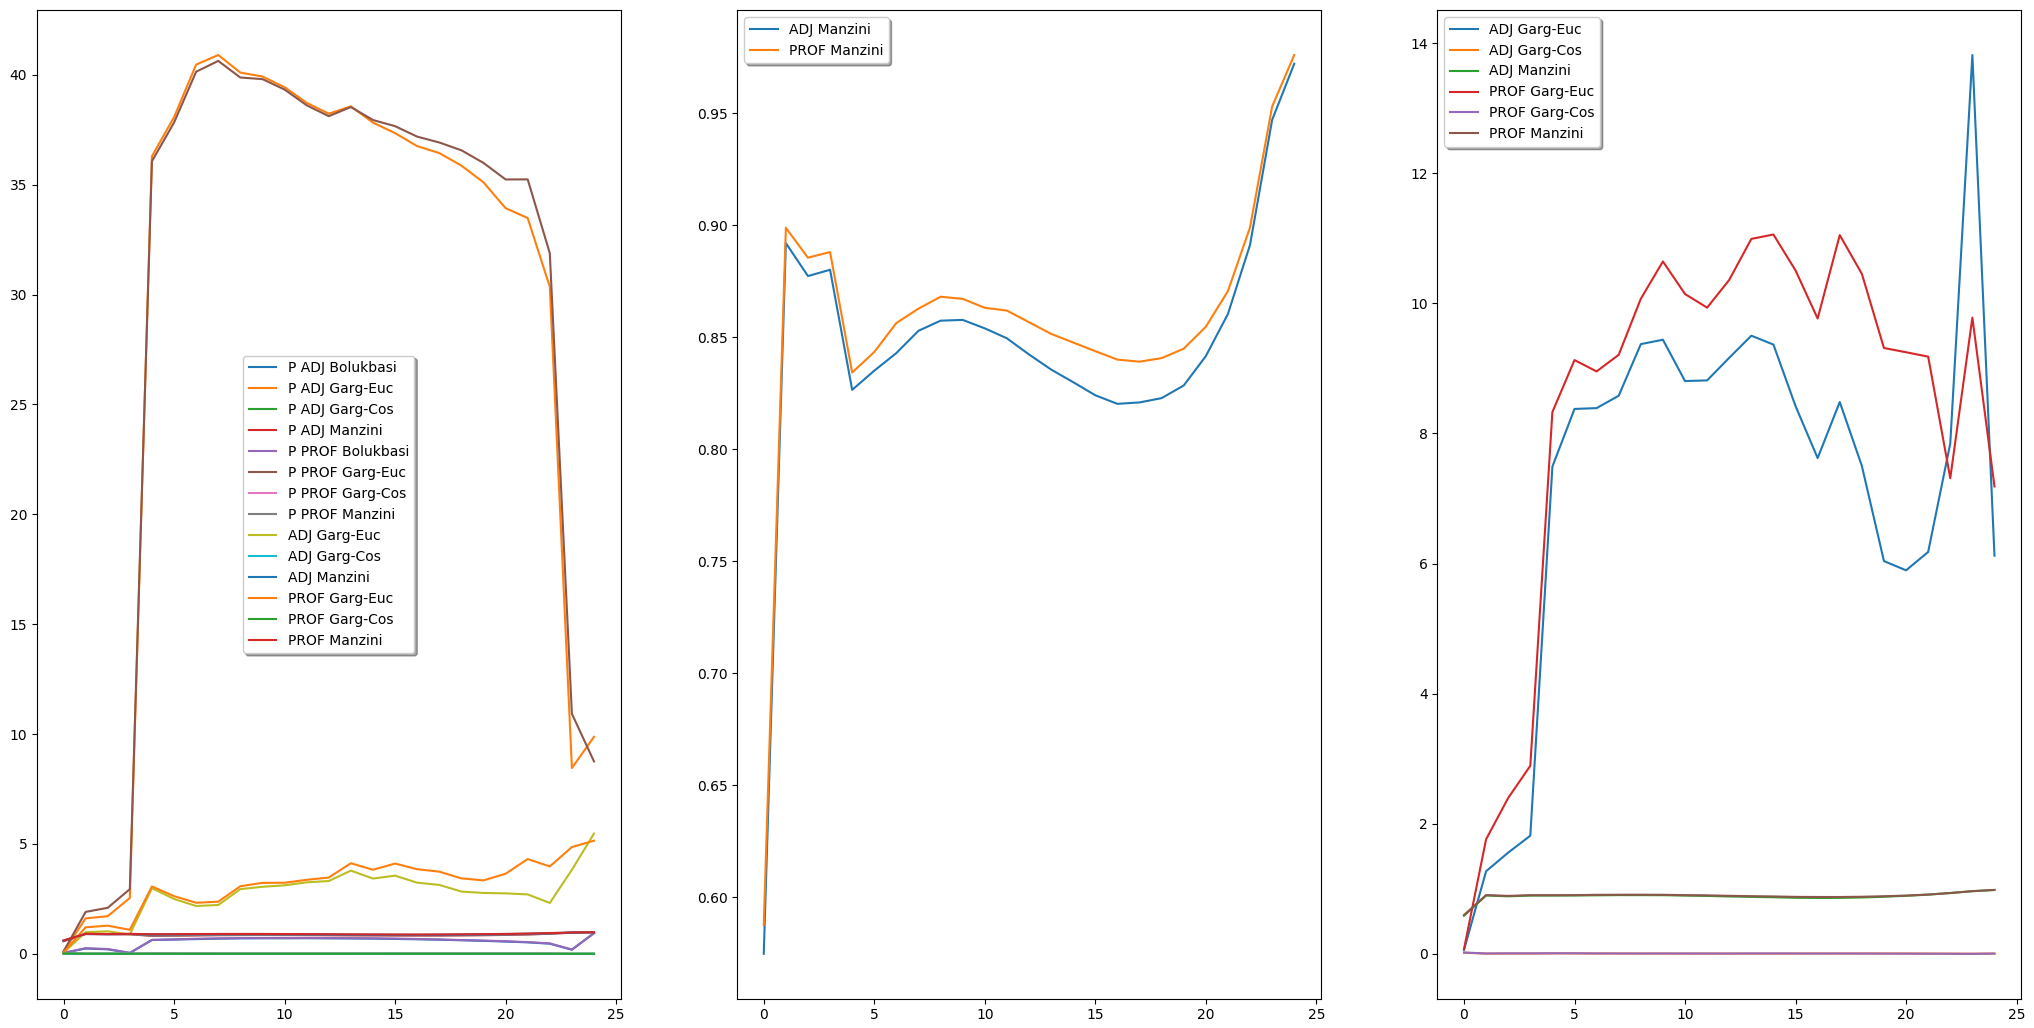 40
35
30
25
20
15
10
5
0
P ADJ Bolukbasi
P ADJ Garg-Euc
P ADJ Garg-Cos
P ADJ Manzini
P PROF Bolukbasi
P PROF Garg-Euc
P PROF Garg-Cos
P PROF Manzini
ADJ Garg-Euc
ADJ Garg-Cos
ADJ Manzini
PROF Garg-Euc
PROF Garg-Cos
PROF Manzini
0 5 10 15 20 25
ADJ Manzini
PROF Manzini
0.95
0.90
0.85
0.80
0.75
0.70
0.65
0.60
0 5 10 15 20 25
14
12
10
8
6
4
2
0
ADJ Garg-Euc
ADJ Garg-Cos
ADJ Manzini
PROF Garg-Euc
PROF Garg-Cos
PROF Manzini
0 5 10 15 20 25